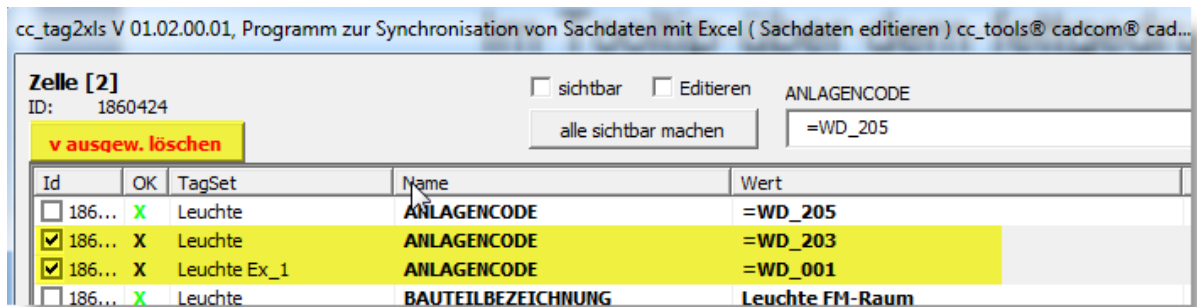 cc_tag2xls V 01.02.00.01, Programm zur Synchronisation von Sachdaten mit Excel ( Sachdaten editieren ) cc_tools® cadcom® cad...
Zelle [2]
ID: 1860424
sichtbar Editieren ANLAGENCODE
v ausgew. löschen alle sichtbar machen =WD_205
Id OK TagSet Name Wert
186... X Leuchte ANLAGENCODE =WD_205
186... X Leuchte ANLAGENCODE =WD_203
186... X Leuchte Ex_1 ANLAGENCODE =WD_001
186... X Leuchte BAUTEILBEZEICHNUNG Leuchte FM-Raum